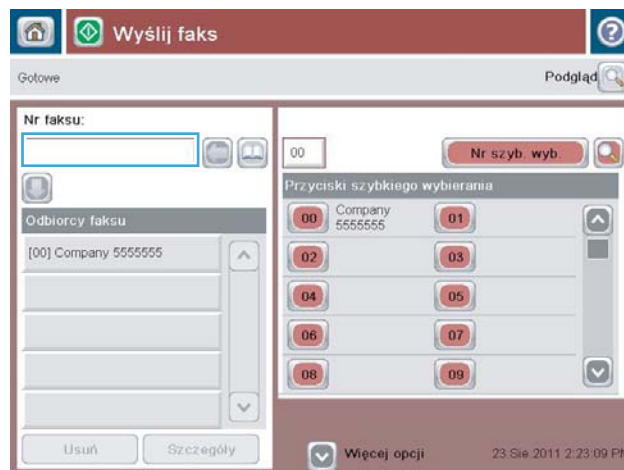 Wyślij faks
Gotowe
Podgląd
Nr faksu:
00
Nr szyb. wyb.
Przyciski szybkiego wybierania
Odbiorcy faksu
[00] Company 5555555
00 Company 5555555 01
02 03
04 05
06 07
08 09
Usuń Szczegóły
Więcej opcji
23 Sie 2011 2:23:09 PM